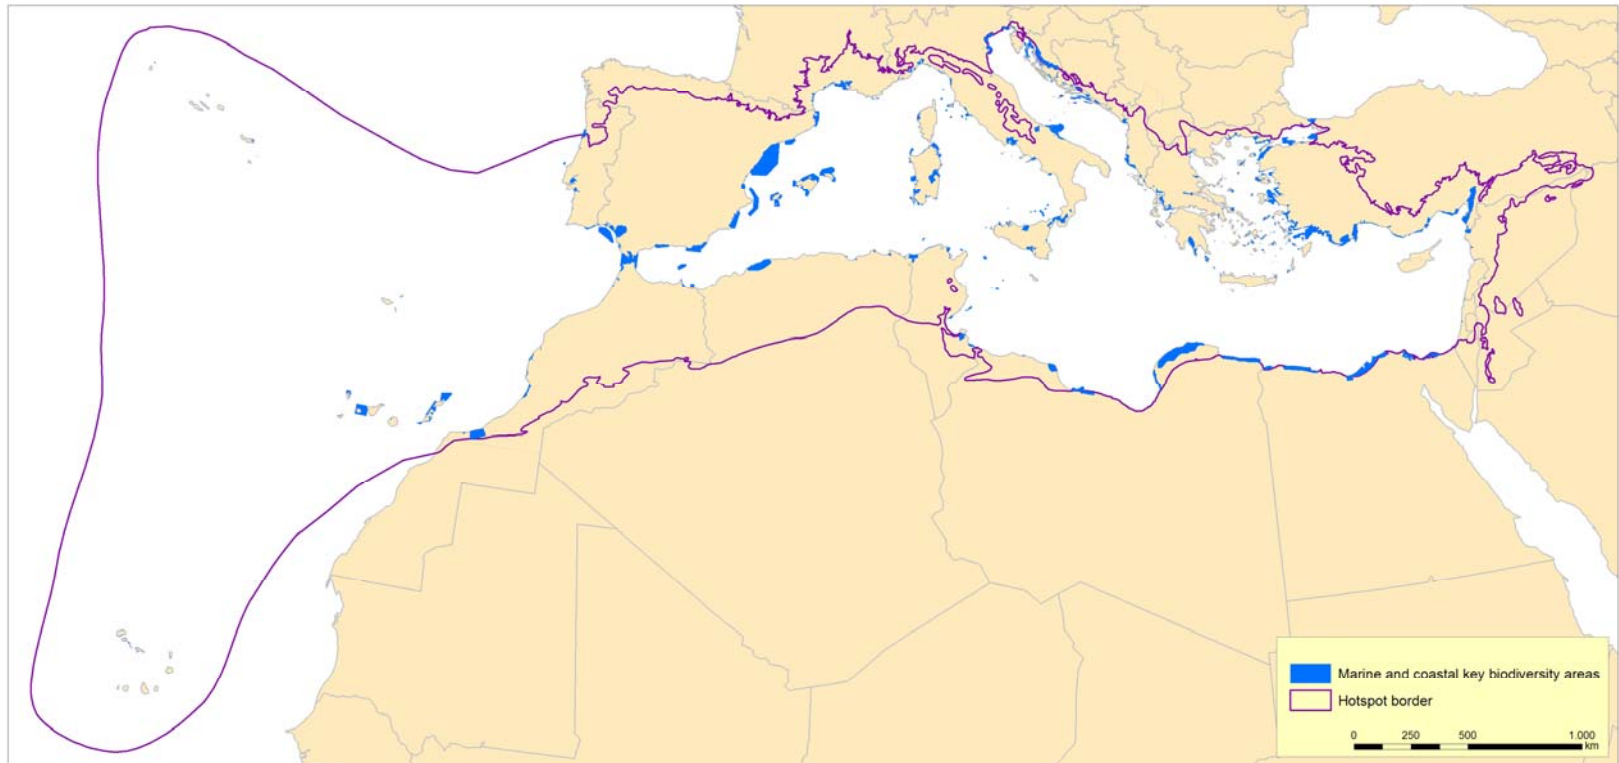 Marine and coastal key biodiversity areas
Hotspot border
0 250 500 1.000
km